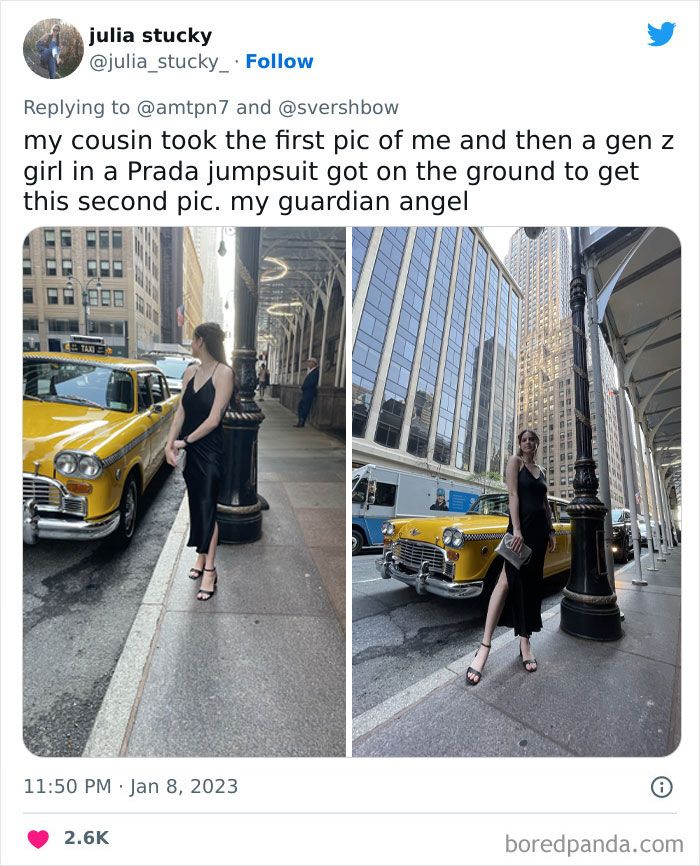 julia stucky
@julia_stucky_ · Follow
Replying to @amtpn7 and @svershbow
my cousin took the first pic of me and then a gen z
girl in a Prada jumpsuit got on the ground to get
this second pic. my guardian angel
TAXI
11:50 PM · Jan 8, 2023
2.6K
boredpanda.com